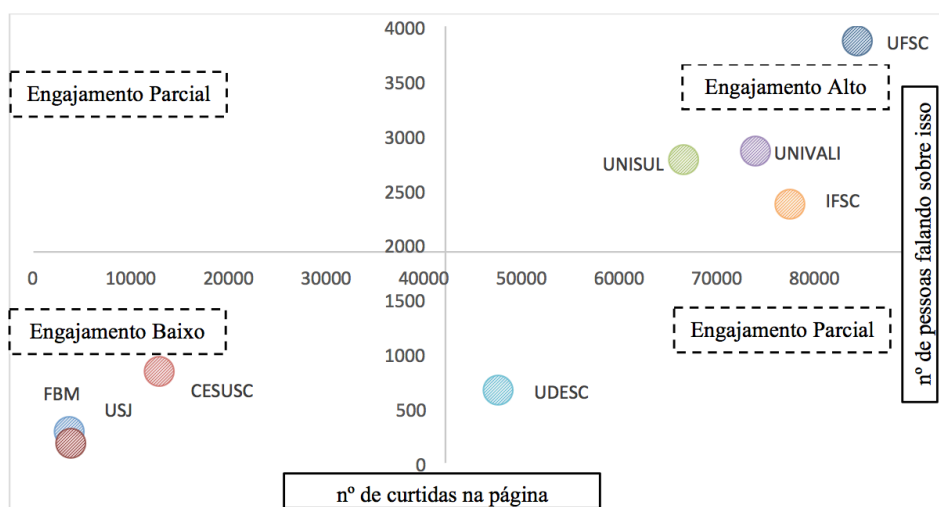 4000
UFSC
Engajamento Parcial
Engajamento Alto
3500
3000
UNISUL
UNIVALI
2500
IFSC
2000
nº de pessoas falando sobre isso
0 10000 20000 30000 40000 50000 60000 70000 80000
1500
Engajamento Baixo
Engajamento Parcial
1000
FBM
CESUSC
UDESC
USJ
500
0
nº de curtidas na página